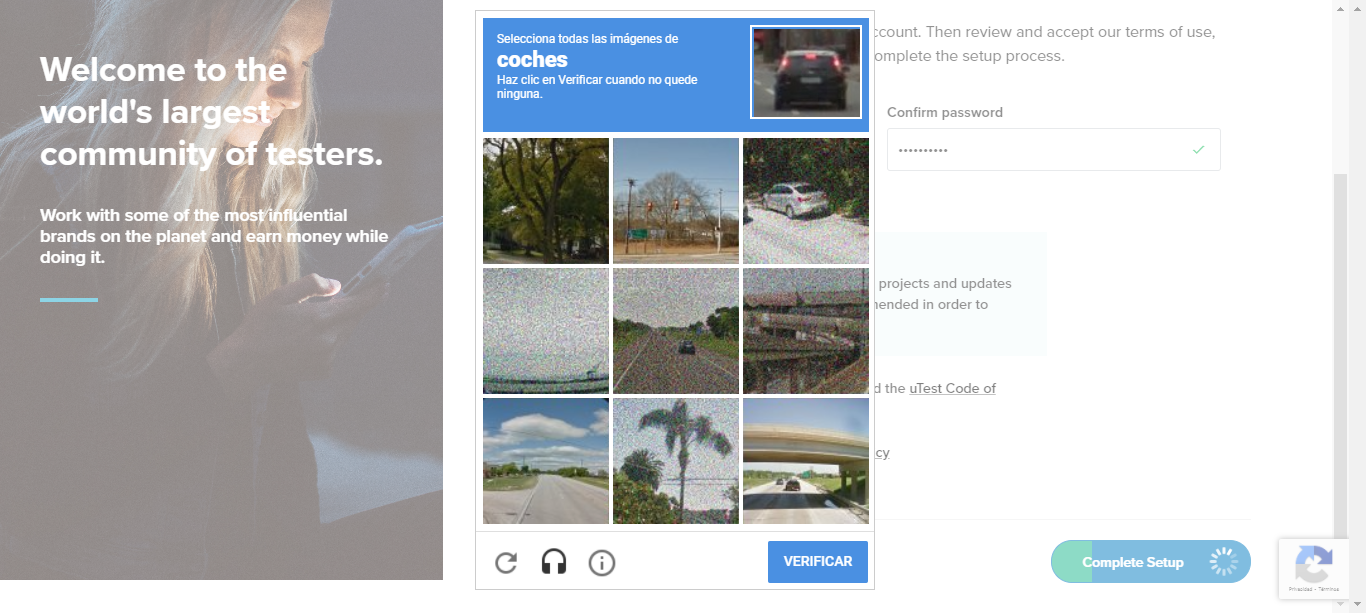 Welcome to the
world's largest
community of testers.
Work with some of the most influential
brands on the planet and earn money while
doing it.
Selecciona todas las imágenes de
coches
Haz clic en Verificar cuando no quede
ninguna.
VERIFICAR
ccount. Then review and accept our terms of use,
omplete the setup process.
Confirm password
projects and updates
nended in order to
d the uTest Code of
cy
Complete Setup
Privacidad - Términos